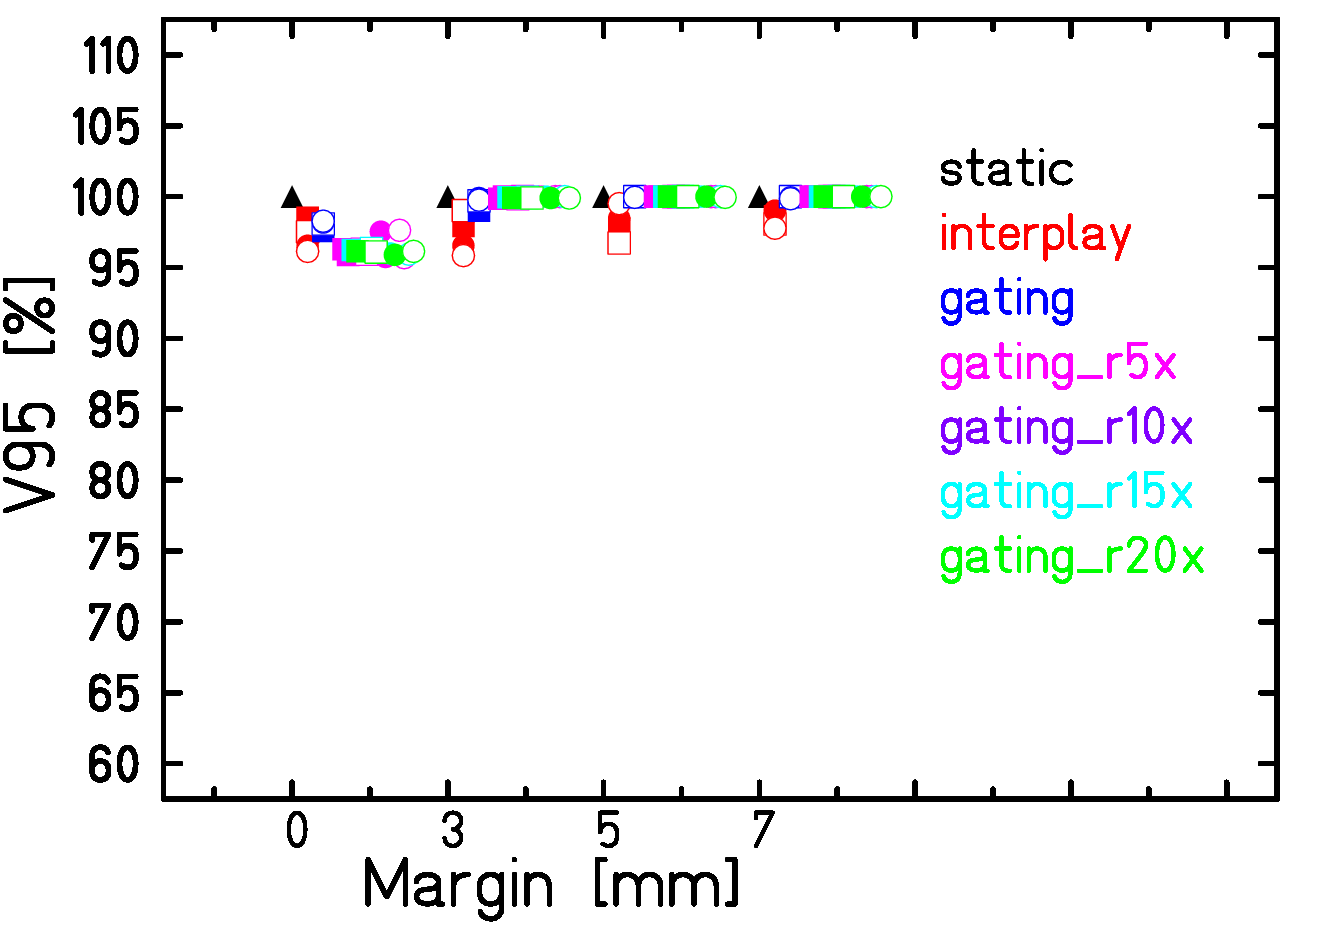 110
105
100
95
90
85
80
75
70
65
60
V95 [%]
static
interplay
gating
gating_r5x
gating_r10x
gating_r15x
gating_r20x
0 3 5 7
Margin [mm]